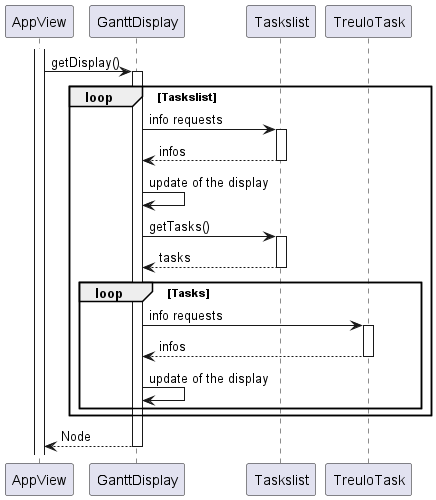 AppView GanttDisplay Taskslist TreuloTask
getDisplay()
loop [Taskslist]
info requests
infos
update of the display
getTasks()
tasks
loop [Tasks]
info requests
infos
update of the display
Node
AppView GanttDisplay Taskslist TreuloTask